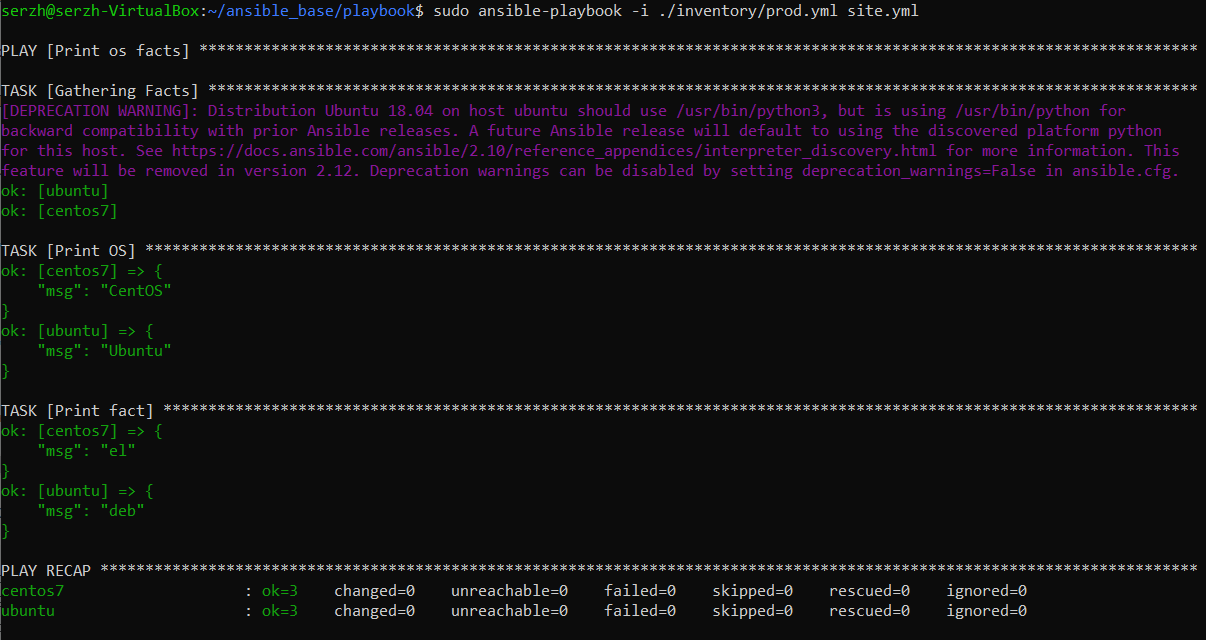 serzh@serzh-VirtualBox:~/ansible_base/playbook$ sudo ansible-playbook -i ./inventory/prod.yml site.yml
PLAY [Print os facts] ***************************************************************************************************************
TASK [Gathering Facts] **************************************************************************************************************
[DEPRECATION WARNING]: Distribution Ubuntu 18.04 on host ubuntu should use /usr/bin/python3, but is using /usr/bin/python for
backward compatibility with prior Ansible releases. A future Ansible release will default to using the discovered platform python
for this host. See https://docs.ansible.com/ansible/2.10/reference_appendices/interpreter_discovery.html for more information. This
feature will be removed in version 2.12. Deprecation warnings can be disabled by setting deprecation_warnings=False in ansible.cfg.
ok: [ubuntu]
ok: [centos7]
TASK [Print OS] *********************************************************************************************************************
ok: [centos7] => {
    "msg": "CentOS"
}
ok: [ubuntu] => {
    "msg": "Ubuntu"
}
TASK [Print fact] *******************************************************************************************************************
ok: [centos7] => {
    "msg": "el"
}
ok: [ubuntu] => {
    "msg": "deb"
}
PLAY RECAP **************************************************************************************************************************
centos7                    : ok=3    changed=0    unreachable=0    failed=0    skipped=0    rescued=0    ignored=0
ubuntu                     : ok=3    changed=0    unreachable=0    failed=0    skipped=0    rescued=0    ignored=0